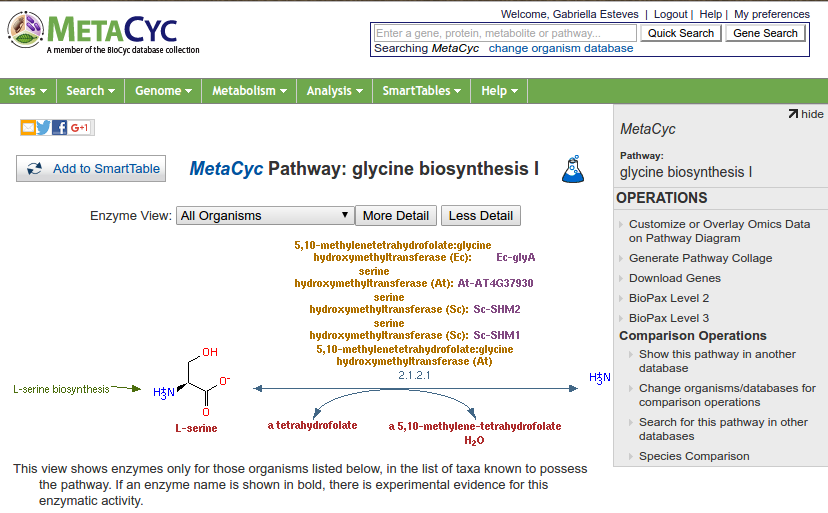 METACYC
A member of the BioCyc database collection
Welcome, Gabriella Esteves | Logout | Help | My preferences
Enter a gene, protein, metabolite or pathway... Quick Search Gene Search
Searching MetaCyc change organism database
Sites Search Genome Metabolism Analysis SmartTables Help
G+1
Add to SmartTable
MetaCyc Pathway: glycine biosynthesis I
Enzyme View: All Organisms More Detail Less Detail
5,10-methylenetetrahydrofolate:glycine
hydroxymethyltransferase (Ec): Ec-glyA
serine
hydroxymethyltransferase (At): At-AT4G37930
serine
hydroxymethyltransferase (Sc): Sc-SHM2
serine
hydroxymethyltransferase (Sc): Sc-SHM1
5,10-methylenetetrahydrofolate:glycine
hydroxymethyltransferase (At)
2.1.2.1
L-serine biosynthesis
OH
O-
H3+N
O
L-serine
a tetrahydrofolate
a 5,10-methylene-tetrahydrofolate
H2O
H3+N
This view shows enzymes only for those organisms listed below, in the list of taxa known to possess
the pathway. If an enzyme name is shown in bold, there is experimental evidence for this
enzymatic activity.
hide
MetaCyc
Pathway:
glycine biosynthesis I
OPERATIONS
Customize or Overlay Omics Data
on Pathway Diagram
Generate Pathway Collage
Download Genes
BioPax Level 2
BioPax Level 3
Comparison Operations
Show this pathway in another
database
Change organisms/databases for
comparison operations
Search for this pathway in other
databases
Species Comparison